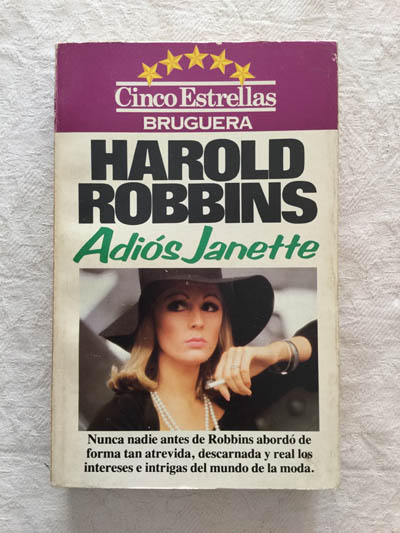 Cinco Estrellas
BRUGUERA
HAROLD
ROBBINS
Adiós Janette
Nunca nadie antes de Robbins abordó de
forma tan atrevida, descarnada y real los
intereses e intrigas del mundo de la moda.